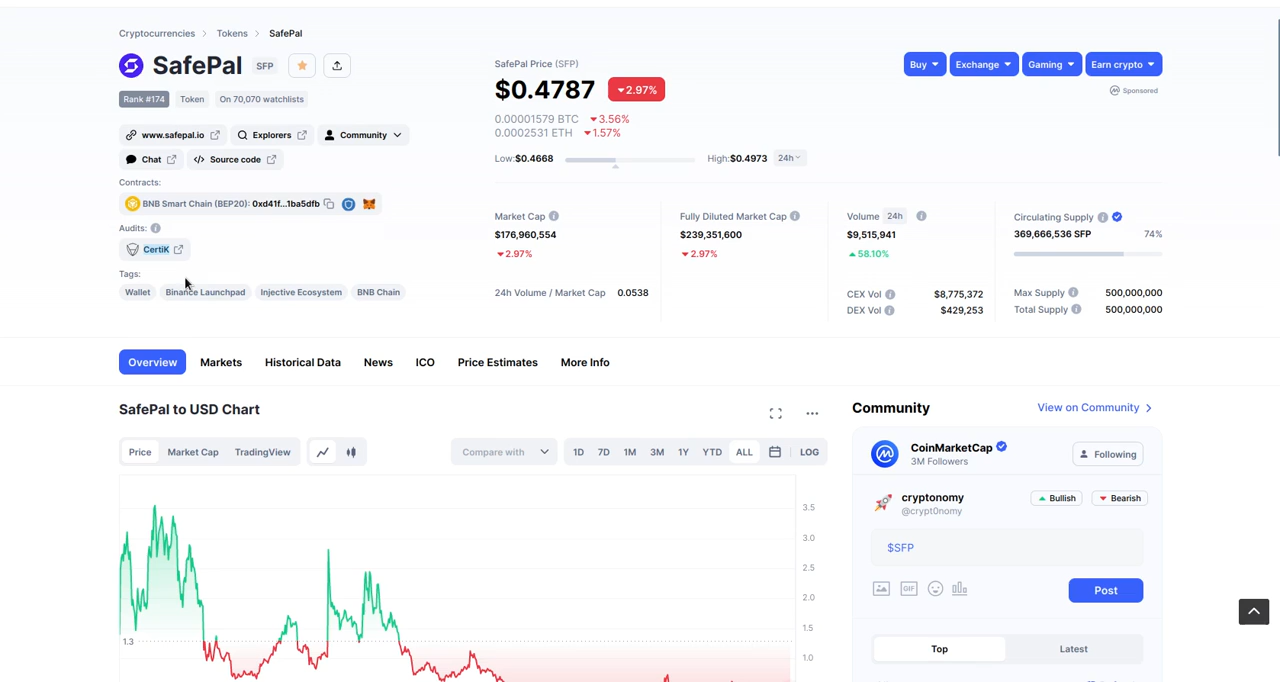 Cryptocurrencies > Tokens > SafePal
SafePal SFP
Rank #174 Token On 70,070 watchlists
www.safepal.io Explorers Community
Chat Source code
Contracts:
BNB Smart Chain (BEP20): 0xd41f...1ba5dfb
Audits:
CertiK
Tags:
Wallet Binance Launchpad Injective Ecosystem BNB Chain
SafePal Price (SFP)
$0.4787 2.97%
0.00001579 BTC 3.56%
0.0002531 ETH 1.57%
Low:$0.4668 High:$0.4973 24h
Buy Exchange Gaming Earn crypto
Sponsored
Market Cap
$176,960,554
2.97%
24h Volume / Market Cap 0.0538
Fully Diluted Market Cap
$239,351,600
2.97%
Volume 24h
$9,515,941
58.10%
CEX Vol $8,775,372
DEX Vol $429,253
Circulating Supply
369,666,536 SFP 74%
Max Supply 500,000,000
Total Supply 500,000,000
Overview Markets Historical Data News ICO Price Estimates More Info
SafePal to USD Chart
Price Market Cap TradingView
Compare with
1D 7D 1M 3M 1Y YTD ALL LOG
3.5
3.0
2.5
2.0
1.5
1.0
1.3
Community View on Community >
CoinMarketCap
3M Followers
Following
cryptonomy
@crypt0nomy
Bullish Bearish
$SFP
GIF
Post
Top Latest